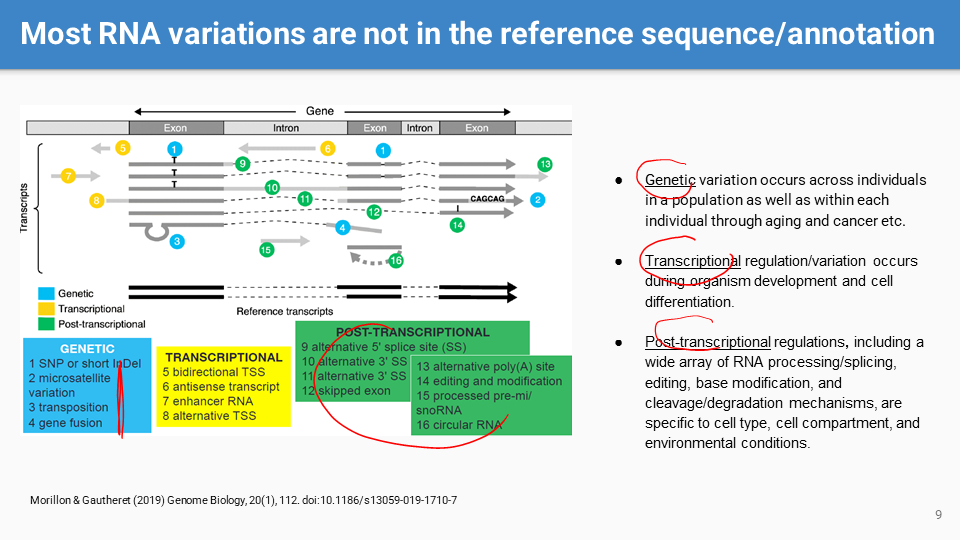 Most RNA variations are not in the reference sequence/annotation
Gene
Exon
Intron
Exon
Intron
Exon
Transcripts
5
1
6
1
T
9
13
7
T
10
T
8
11
CAGCAG
2
12
14
3
4
15
16
Genetic
Transcriptional
Post-transcriptional
Reference transcripts
GENETIC
1 SNP or short InDel
2 microsatellite
variation
3 transposition
4 gene fusion
TRANSCRIPTIONAL
5 bidirectional TSS
6 antisense transcript
7 enhancer RNA
8 alternative TSS
POST-TRANSCRIPTIONAL
9 alternative 5' splice site (SS)
10 alternative 3' SS
11 alternative 3' SS
12 skipped exon
13 alternative poly(A) site
14 editing and modification
15 processed pre-mi/
snoRNA
16 circular RNA
● Genetic variation occurs across individuals
in a population as well as within each
individual through aging and cancer etc.
● Transcriptional regulation/variation occurs
during organism development and cell
differentiation.
● Post-transcriptional regulations, including a
wide array of RNA processing/splicing,
editing, base modification, and
cleavage/degradation mechanisms, are
specific to cell type, cell compartment, and
environmental conditions.
Morillon & Gautheret (2019) Genome Biology, 20(1), 112. doi:10.1186/s13059-019-1710-7
9